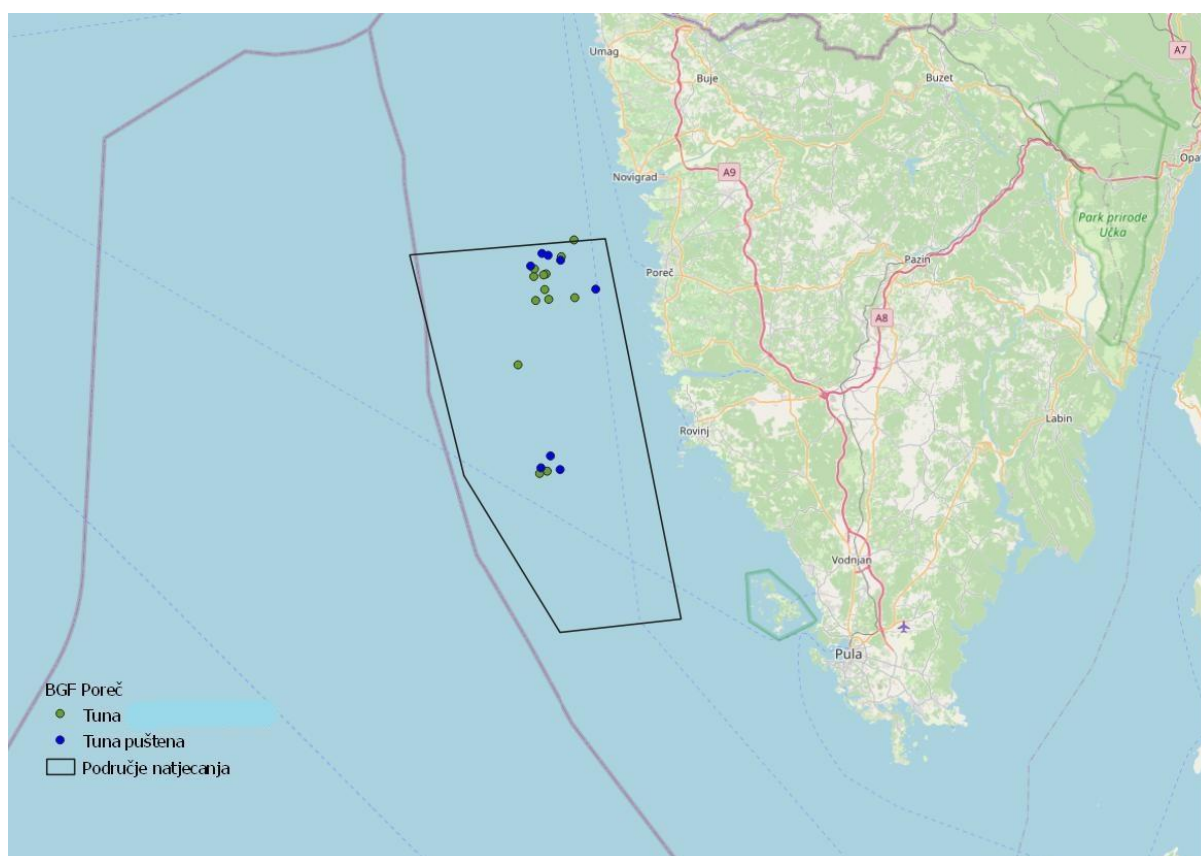 A7
Umag
Buje
Buzet
Opa
A9
Novigrad
Park prirode
Učka
Poreč
Pazin
A8
Rovinj
Labin
Vodnjan
Pula
BGF Poreč
Tuna
Tuna puštena
Područje natjecanja